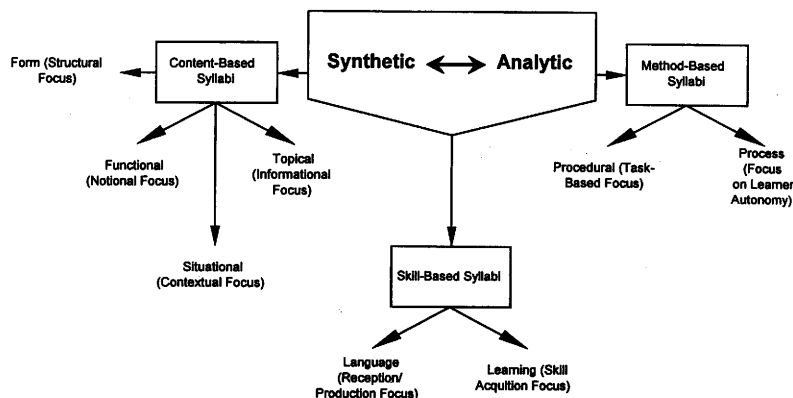 Synthetic Analytic
Content-Based
Syllabi
Form (Structural
Focus)
Functional
(Notional Focus)
Topical
(Informational
Focus)
Situational
(Contextual Focus)
Method-Based
Syllabi
Procedural (Task-
Based Focus)
Process
(Focus
on Learner
Autonomy)
Skill-Based Syllabi
Language
(Reception/
Production Focus)
Learning (Skill
Acqulition Focus)